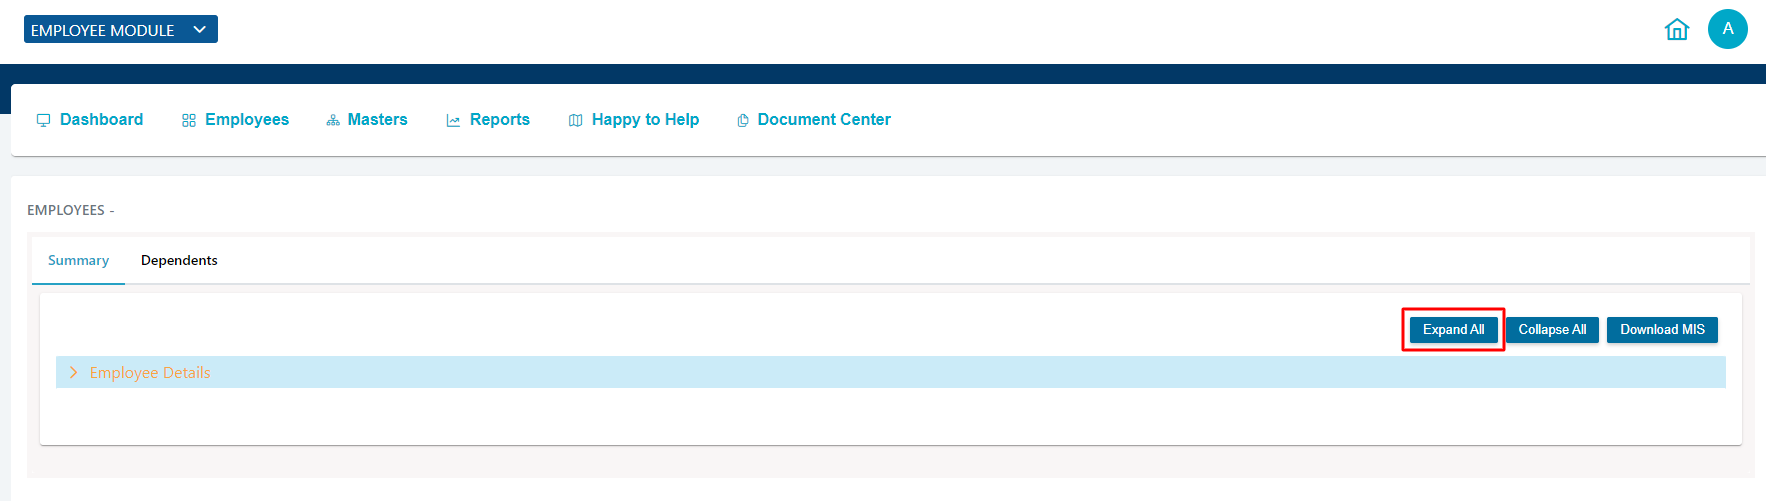 EMPLOYEE MODULE
A
Dashboard Employees Masters Reports Happy to Help Document Center
EMPLOYEES -
Summary Dependents
Expand All Collapse All Download MIS
Employee Details